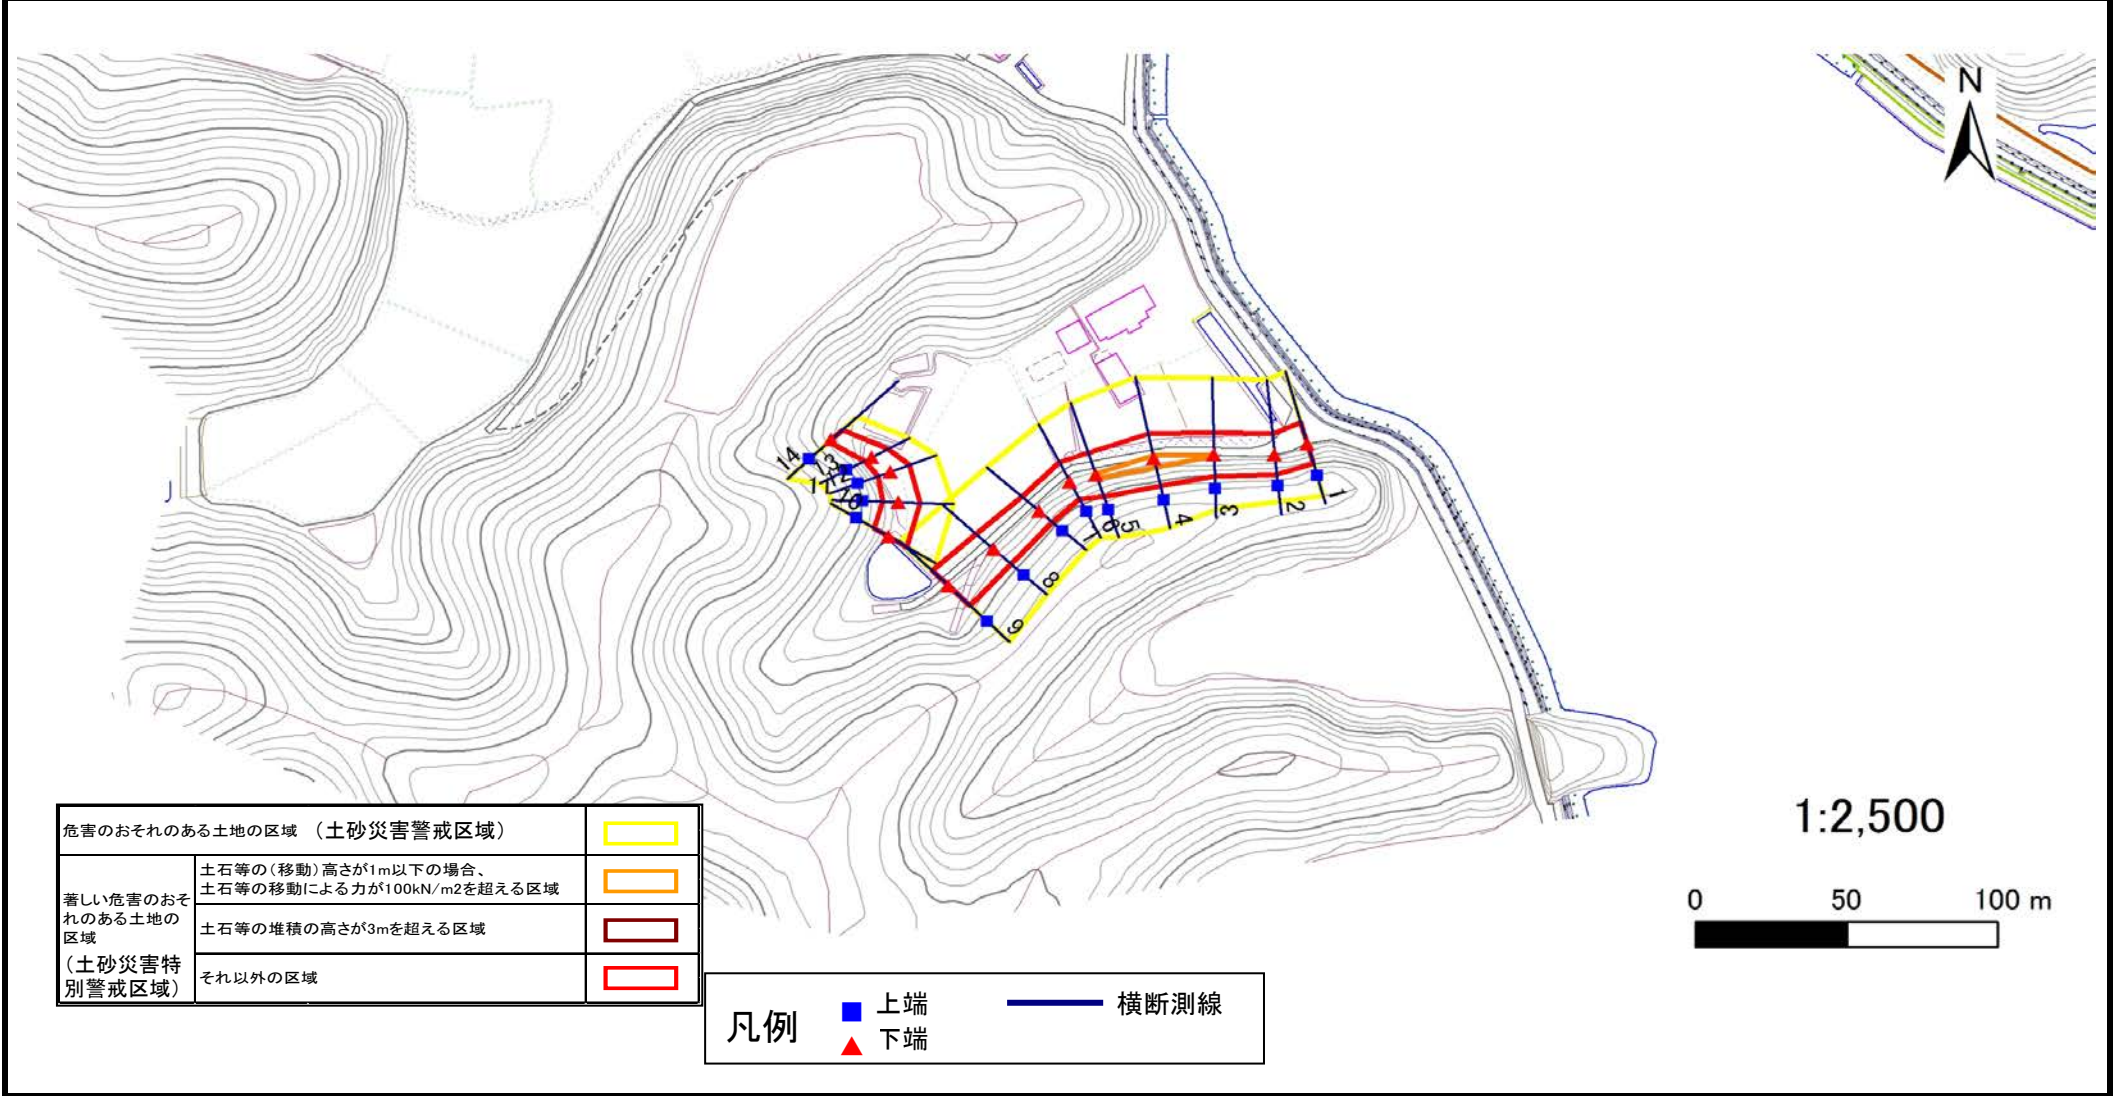 N
14
8
9
6
5
4
3
2
1
1:2,500
0 50 100 m
危害のおそれのある土地の区域 （土砂災害警戒区域）
著しい危害のおそ
れのある土地の
区域
（土砂災害特
別警戒区域）
土石等の（移動）高さが1m以下の場合、
土石等の移動による力が100kN/m2を超える区域
土石等の堆積の高さが3mを超える区域
それ以外の区域
凡例
上端
下端
横断測線